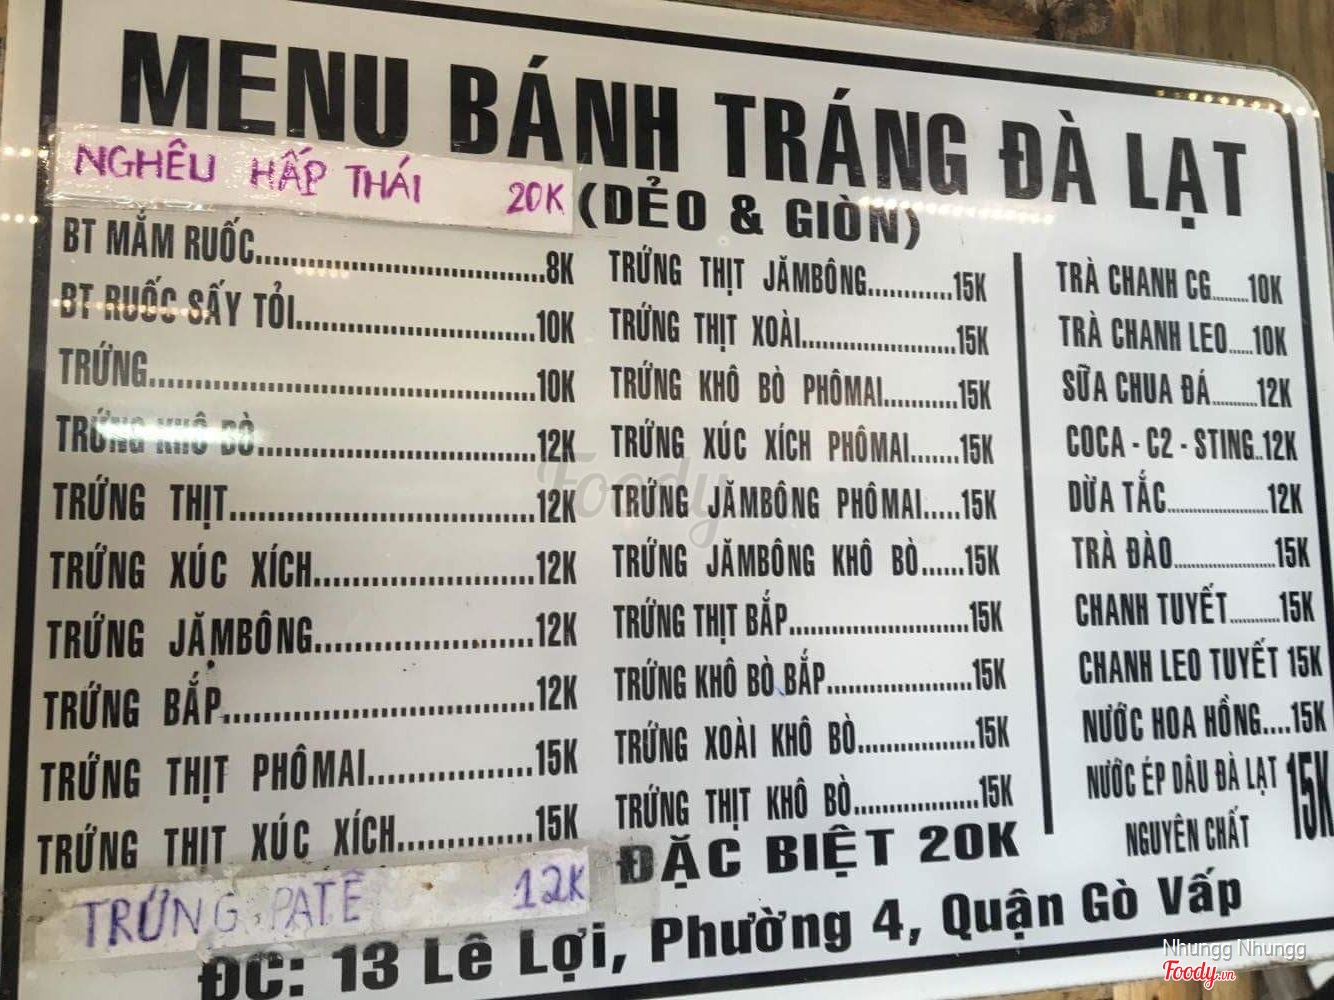 MENU BÁNH TRÁNG ĐÀ LẠT
NGHÊU HẤP THÁI 20K
(DẺO & GIÒN)
BT MẮM RUỐC..........8K
BT RUỐC SẤY TỎI..........10K
TRỨNG..........10K
TRỨNG KHÔ BÒ..........12K
TRỨNG THỊT..........12K
TRỨNG XÚC XÍCH..........12K
TRỨNG JĂMBÔNG..........12K
TRỨNG BẮP..........12K
TRỨNG THỊT PHÔMAI..........15K
TRỨNG THỊT XÚC XÍCH..........15K
TRỨNG PATÊ 12K
TRỨNG THỊT JĂMBÔNG..........15K
TRỨNG THỊT XOÀI..........15K
TRỨNG KHÔ BÒ PHÔMAI..........15K
TRỨNG XÚC XÍCH PHÔMAI.......15K
TRỨNG JĂMBÔNG PHÔMAI.....15K
TRỨNG JĂMBÔNG KHÔ BÒ......15K
TRỨNG THỊT BẮP..........15K
TRỨNG KHÔ BÒ BẮP..........15K
TRỨNG XOÀI KHÔ BÒ..........15K
TRỨNG THỊT KHÔ BÒ..........15K
ĐẶC BIỆT 20K
TRÀ CHANH CG........10K
TRÀ CHANH LEO.....10K
SỮA CHUA ĐÁ..........12K
COCA - C2 - STING..12K
DỪA TẮC..........12K
TRÀ ĐÀO..........15K
CHANH TUYẾT..........15K
CHANH LEO TUYẾT 15K
NƯỚC HOA HỒNG....15K
NƯỚC ÉP DÂU ĐÀ LẠT 15K
NGUYÊN CHẤT
ĐC: 13 Lê Lợi, Phường 4, Quận Gò Vấp
Foody
Nhungg Nhungg
Foody.vn